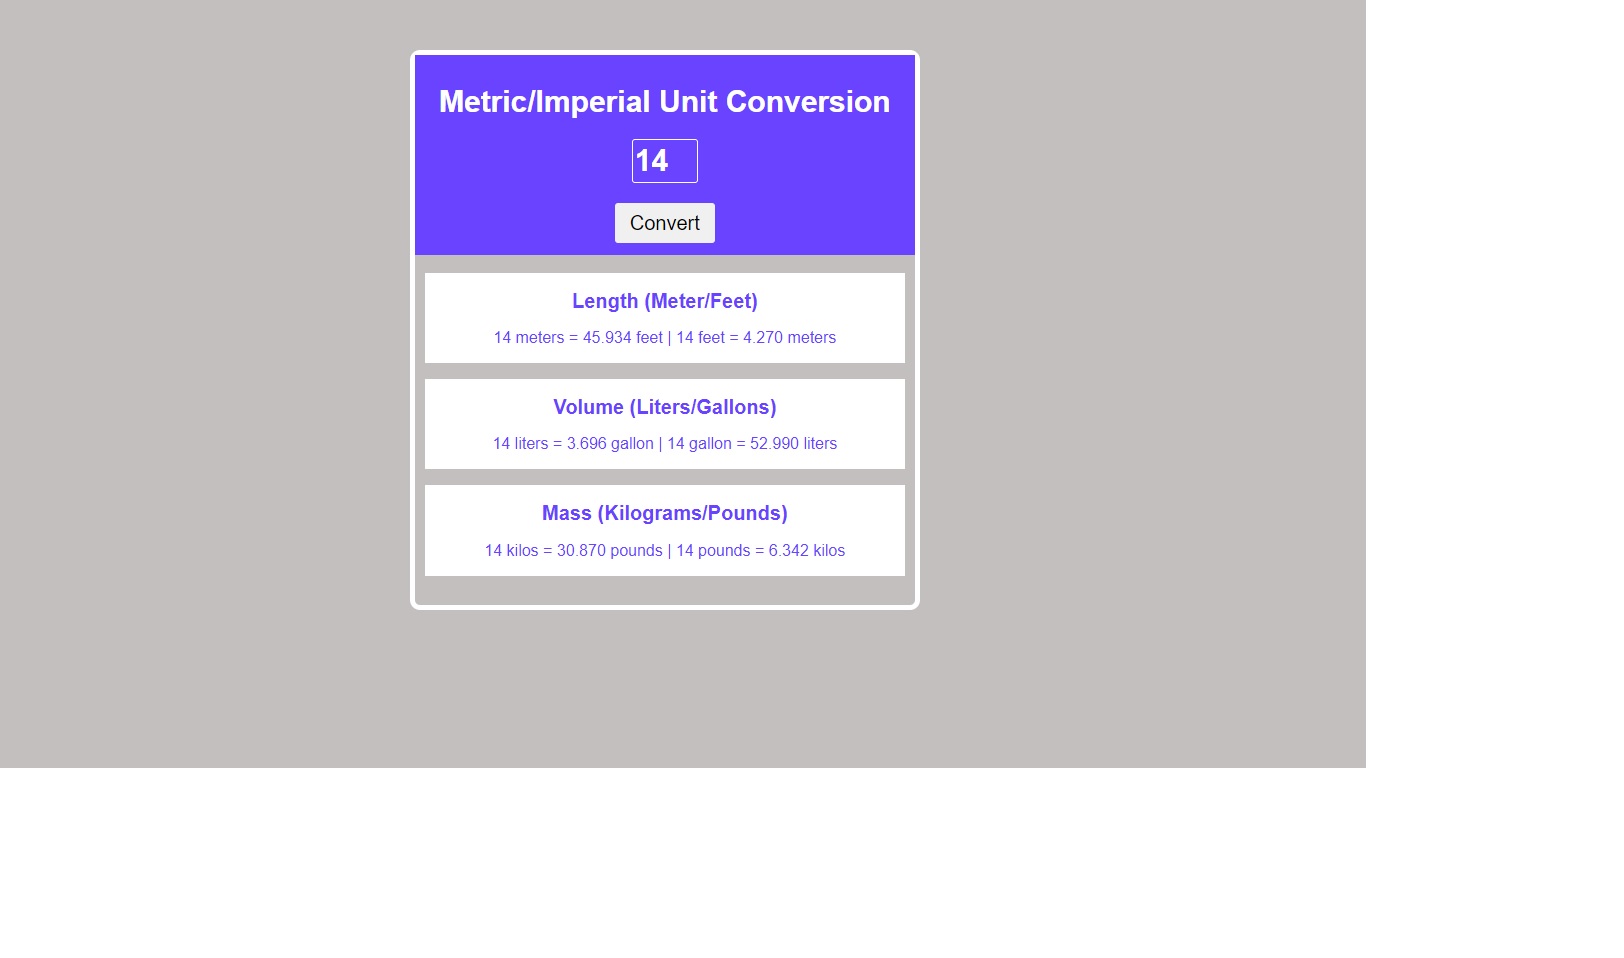 Metric/Imperial Unit Conversion
14
Convert
Length (Meter/Feet)
14 meters = 45.934 feet | 14 feet = 4.270 meters
Volume (Liters/Gallons)
14 liters = 3.696 gallon | 14 gallon = 52.990 liters
Mass (Kilograms/Pounds)
14 kilos = 30.870 pounds | 14 pounds = 6.342 kilos